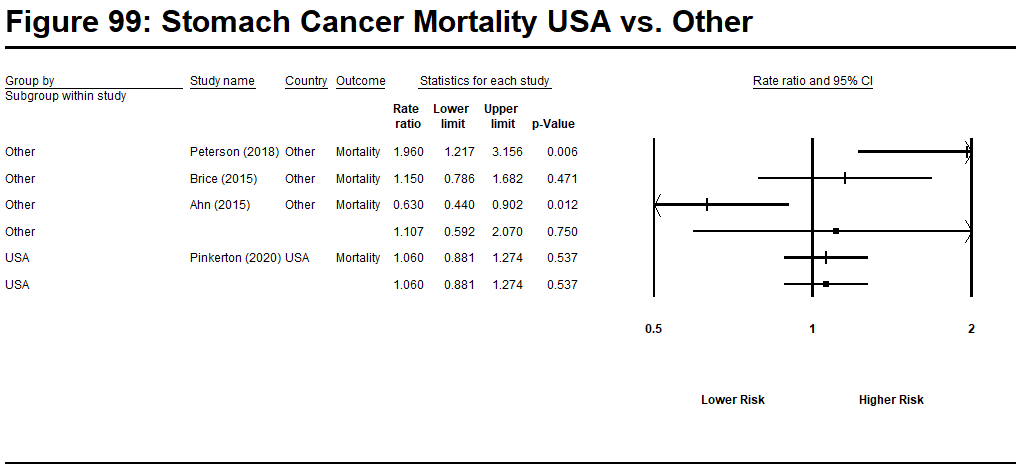 Figure 99: Stomach Cancer Mortality USA vs. Other
Group by Study name Country Outcome Statistics for each study Rate ratio and 95% CI
Subgroup within study
Rate Lower Upper
ratio limit limit p-Value
Other Peterson (2018) Other Mortality 1.960 1.217 3.156 0.006
Other Brice (2015) Other Mortality 1.150 0.786 1.682 0.471
Other Ahn (2015) Other Mortality 0.630 0.440 0.902 0.012
Other 1.107 0.592 2.070 0.750
USA Pinkerton (2020) USA Mortality 1.060 0.881 1.274 0.537
USA 1.060 0.881 1.274 0.537
0.5 1 2
Lower Risk Higher Risk